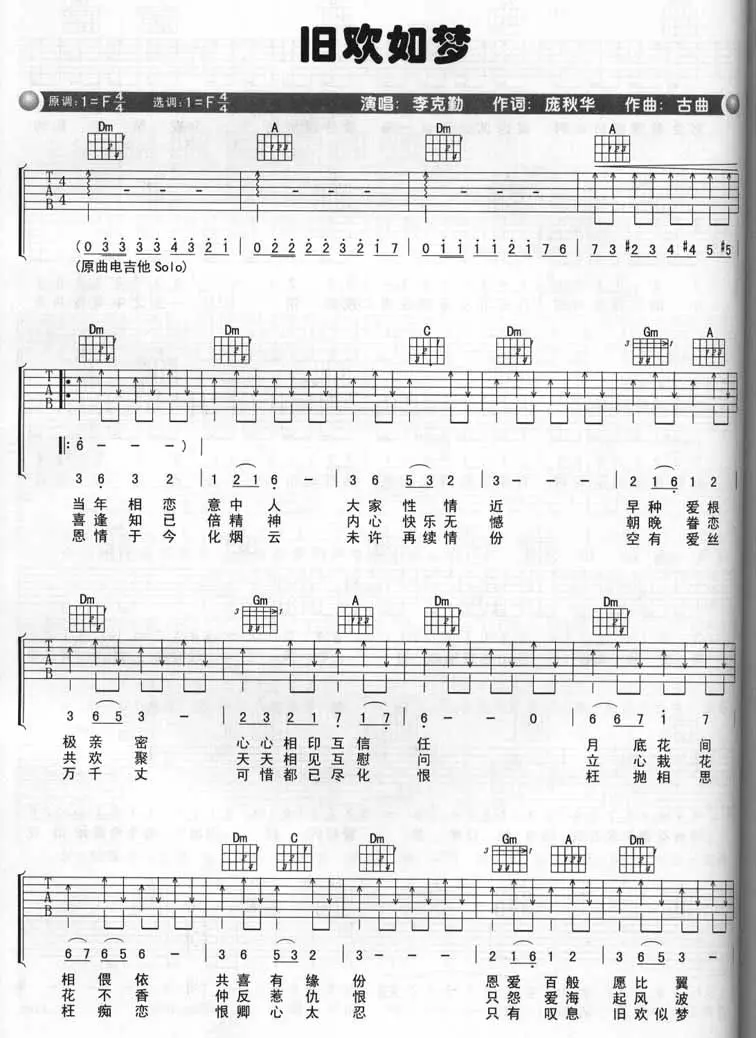 旧欢如梦
原调:1=F 4/4 选调:1=F 4/4 演唱: 李克勤 作词: 庞秋华 作曲: 古曲
Dm A Dm A
T A B 4 4
(0 3 3 3 3 4 3 2 1 0 2 2 2 2 3 2 1 7 0 1 1 1 1 2 1 7 6 7 3 #2 3 4 #4 5 #5
(原曲电吉他 Solo)
Dm Dm C Dm Gm A
T A B
6 - - - )
3 6 3 2 1 2 1 6 3 6 5 3 2 3 - - - 2 1 6 1 2
当年相恋意中人 大家性情近 早种爱根
喜逢知已倍精神 内心快乐无憾 朝晚眷恋
恩情于今化烟云 未许再续情份 空有爱丝
Dm Gm A Dm Dm
T A B
3 6 5 3 - 2 3 2 1 7 1 7 6 - - 0 6 6 7 1 7
极亲密 心心相印互信任 月底花间
共欢聚 天天相见互慰问 立心栽花
万千丈 可惜都已尽化恨 枉抛相思
Dm C Dm Gm A Dm
T A B
6 7 6 5 6 - 3 6 3 5 2 3 - - - 2 1 6 1 2 3 6 5 3
相偎依 共喜有缘份 恩爱百般愿比翼
花不香 仲反惹仇恨 只怨爱海起风波
枉痴恋 恨卿心太忍 只有叹息旧欢似梦